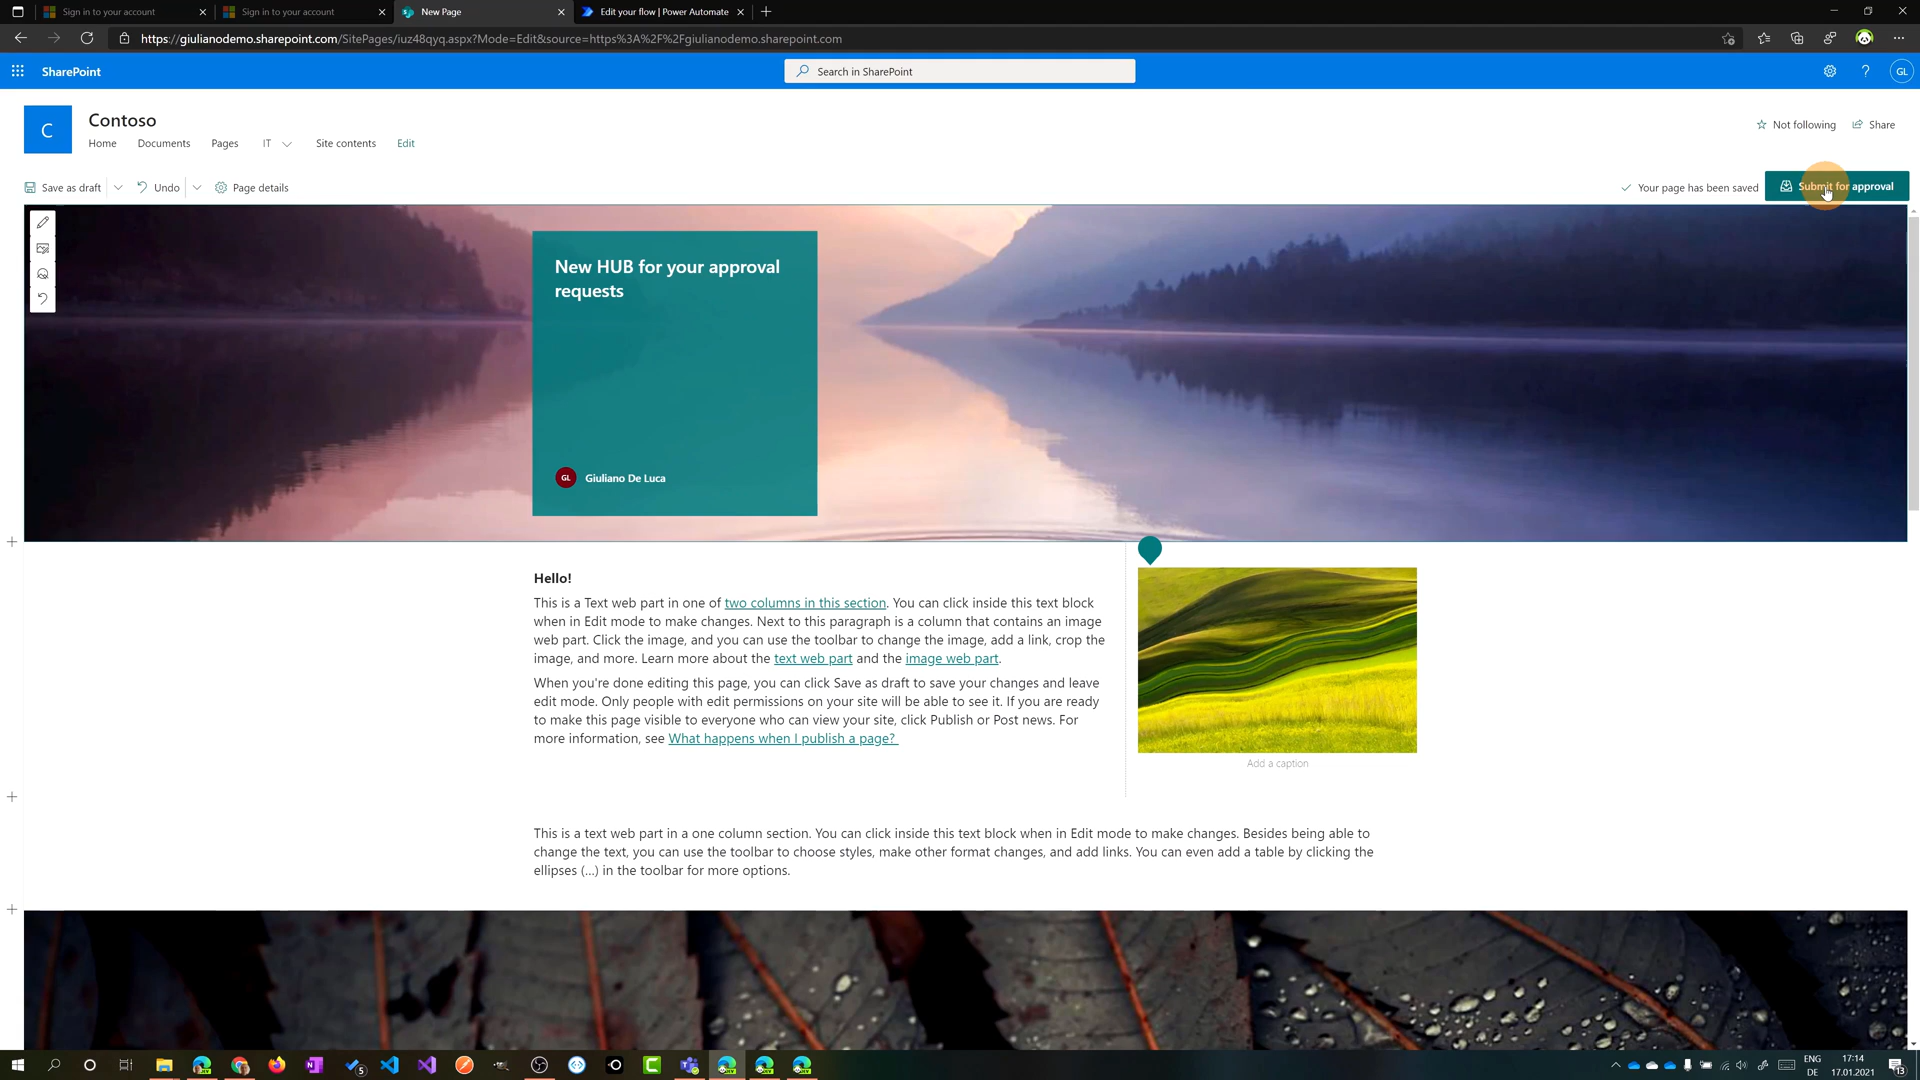 Sign in to your account
Sign in to your account
New Page
Edit your flow | Power Automate
https://giulianodemo.sharepoint.com/SitePages/iuz48qyq.aspx?Mode=Edit&source=https%3A%2F%2Fgiulianodemo.sharepoint.com
SharePoint
Search in SharePoint
GL
C
Contoso
Home
Documents
Pages
IT
Site contents
Edit
Not following
Share
Save as draft
Undo
Page details
Your page has been saved
Submit for approval
New HUB for your approval
requests
GL
Giuliano De Luca
Hello!
This is a Text web part in one of two columns in this section. You can click inside this text block
when in Edit mode to make changes. Next to this paragraph is a column that contains an image
web part. Click the image, and you can use the toolbar to change the image, add a link, crop the
image, and more. Learn more about the text web part and the image web part.
When you're done editing this page, you can click Save as draft to save your changes and leave
edit mode. Only people with edit permissions on your site will be able to see it. If you are ready
to make this page visible to everyone who can view your site, click Publish or Post news. For
more information, see What happens when I publish a page?
Add a caption
This is a text web part in a one column section. You can click inside this text block when in Edit mode to make changes. Besides being able to
change the text, you can use the toolbar to choose styles, make other format changes, and add links. You can even add a table by clicking the
ellipses (...) in the toolbar for more options.
5
ENG
DE
17:14
17.01.2021
13